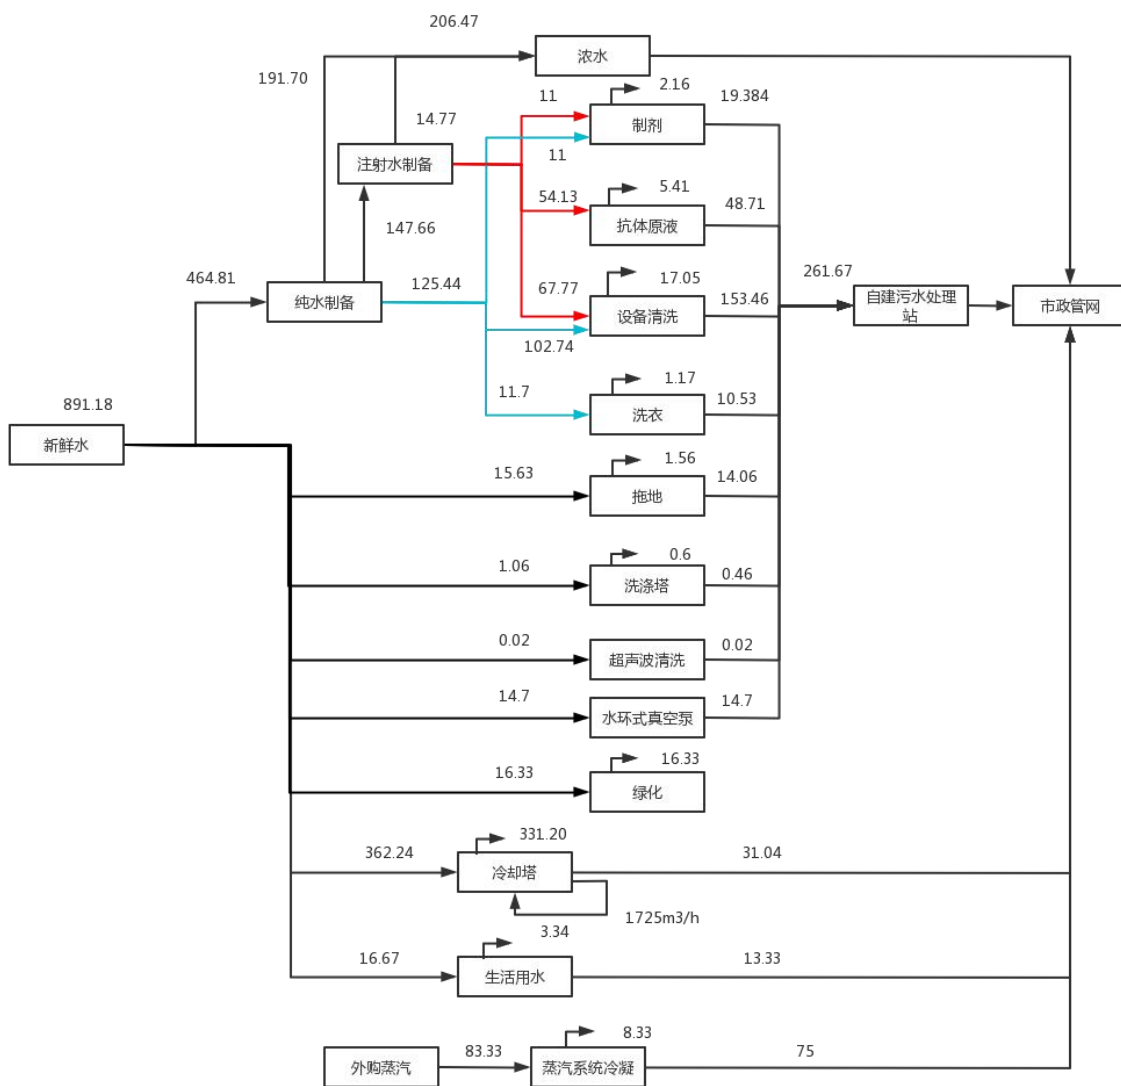 206.47
浓水
191.70
11
2.16
19.384
14.77
制剂
注射水制备
11
5.41
54.13
48.71
147.66
抗体原液
464.81
125.44
261.67
67.77
17.05
153.46
纯水制备
设备清洗
自建污水处理
站
市政管网
102.74
11.7
1.17
10.53
891.18
洗衣
新鲜水
15.63
1.56
14.06
拖地
1.06
0.6
0.46
洗涤塔
0.02
0.02
超声波清洗
14.7
14.7
水环式真空泵
16.33
16.33
绿化
362.24
331.20
31.04
冷却塔
1725m3/h
16.67
3.34
13.33
生活用水
83.33
8.33
75
外购蒸汽
蒸汽系统冷凝